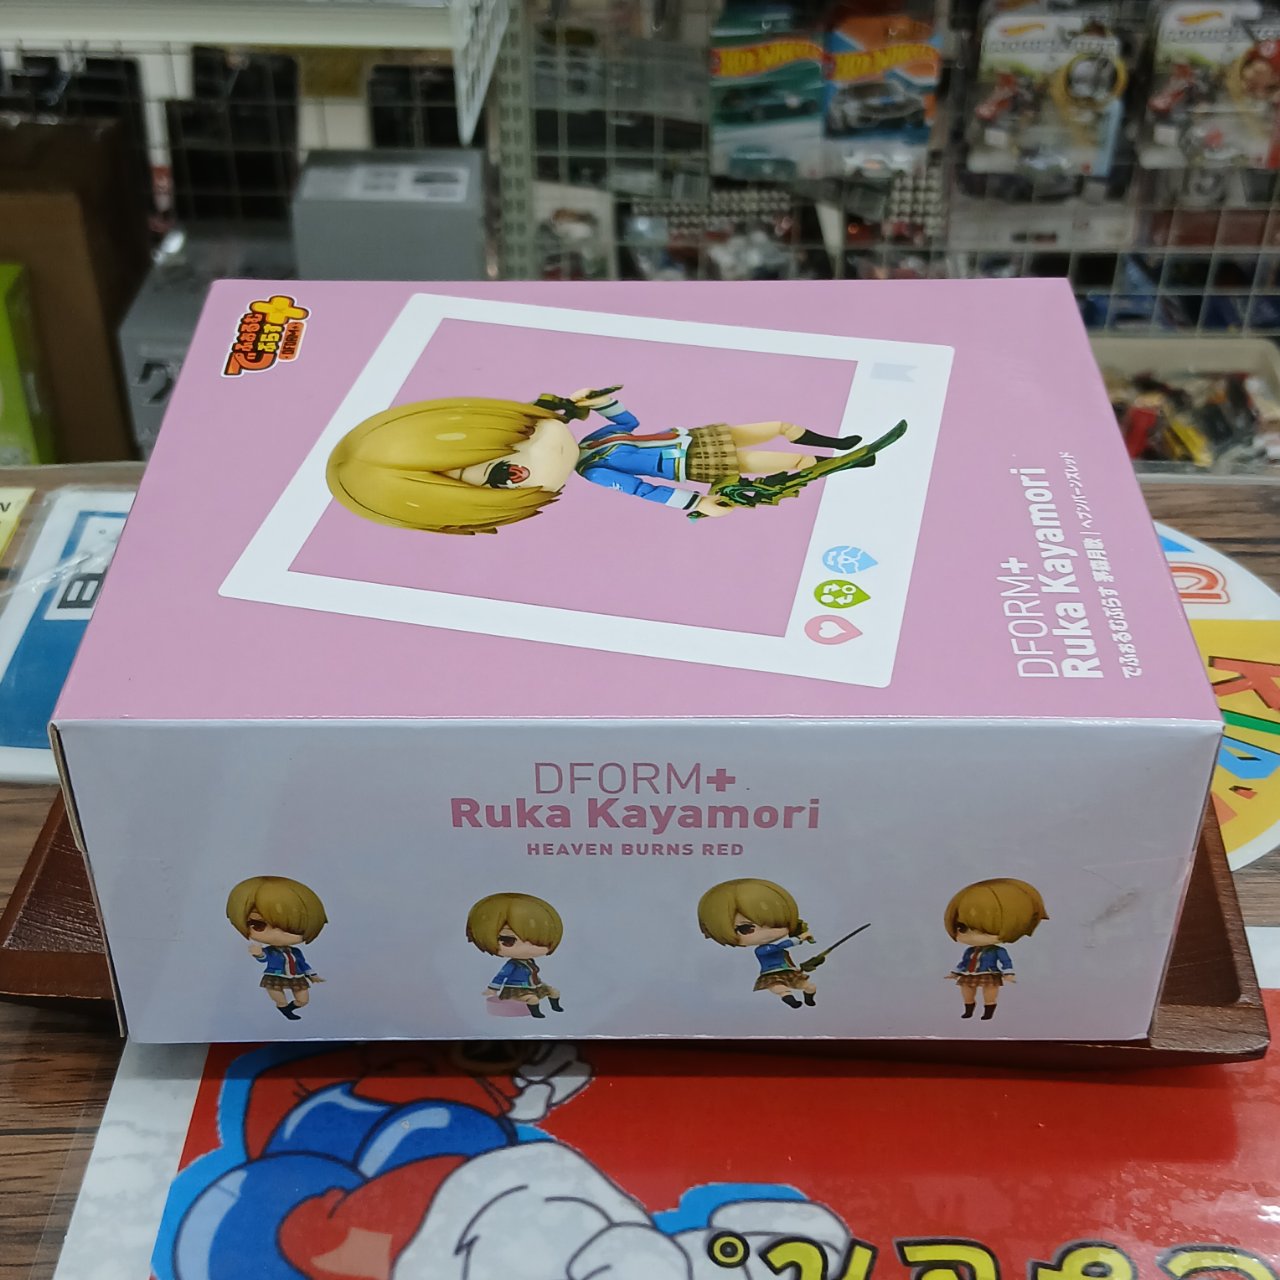 でふぉるむ
ぷらす
DFORM+
DFORM+
Ruka Kayamori
でふぉるむぷらす 茅森月歌 | ヘブンバーンズレッド
DFORM+
Ruka Kayamori
HEAVEN BURNS RED